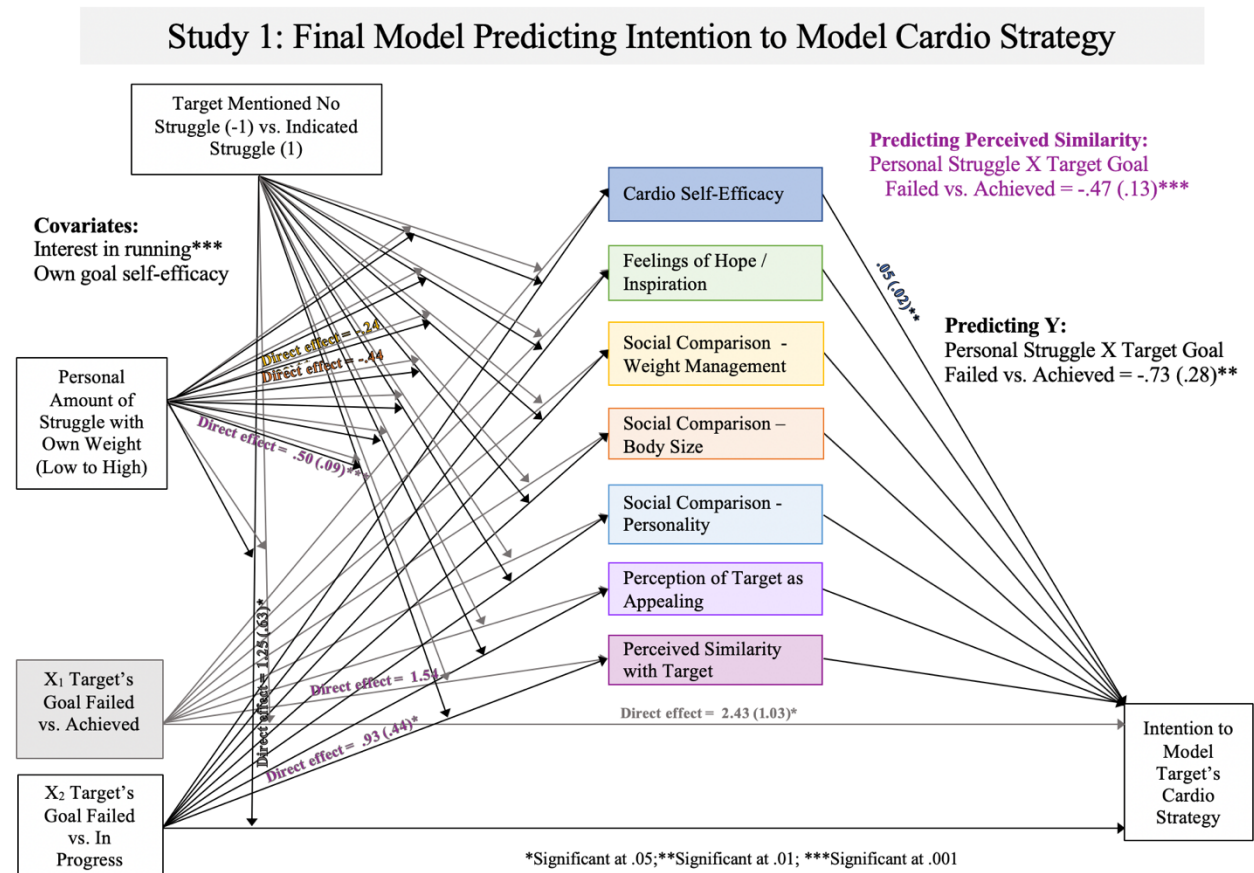 Study 1: Final Model Predicting Intention to Model Cardio Strategy
Target Mentioned No
Struggle (-1) vs. Indicated
Struggle (1)
Covariates:
Interest in running***
Own goal self-efficacy
Personal
Amount of
Struggle with
Own Weight
(Low to High)
X₁ Target's
Goal Failed
vs. Achieved
X₂ Target's
Goal Failed
vs. In
Progress
Direct effect = -.24
Direct effect = -.44
Direct effect = .50 (.09)***
Direct effect = 1.25 (.63)*
Direct effect = 1.54
Direct effect = .93 (.44)*
Direct effect = 2.43 (1.03)*
Cardio Self-Efficacy
Feelings of Hope /
Inspiration
Social Comparison -
Weight Management
Social Comparison –
Body Size
Social Comparison -
Personality
Perception of Target as
Appealing
Perceived Similarity
with Target
.05 (.02)**
Predicting Perceived Similarity:
Personal Struggle X Target Goal
Failed vs. Achieved = -.47 (.13)***
Predicting Y:
Personal Struggle X Target Goal
Failed vs. Achieved = -.73 (.28)**
Intention to
Model
Target's
Cardio
Strategy
*Significant at .05;**Significant at .01; ***Significant at .001